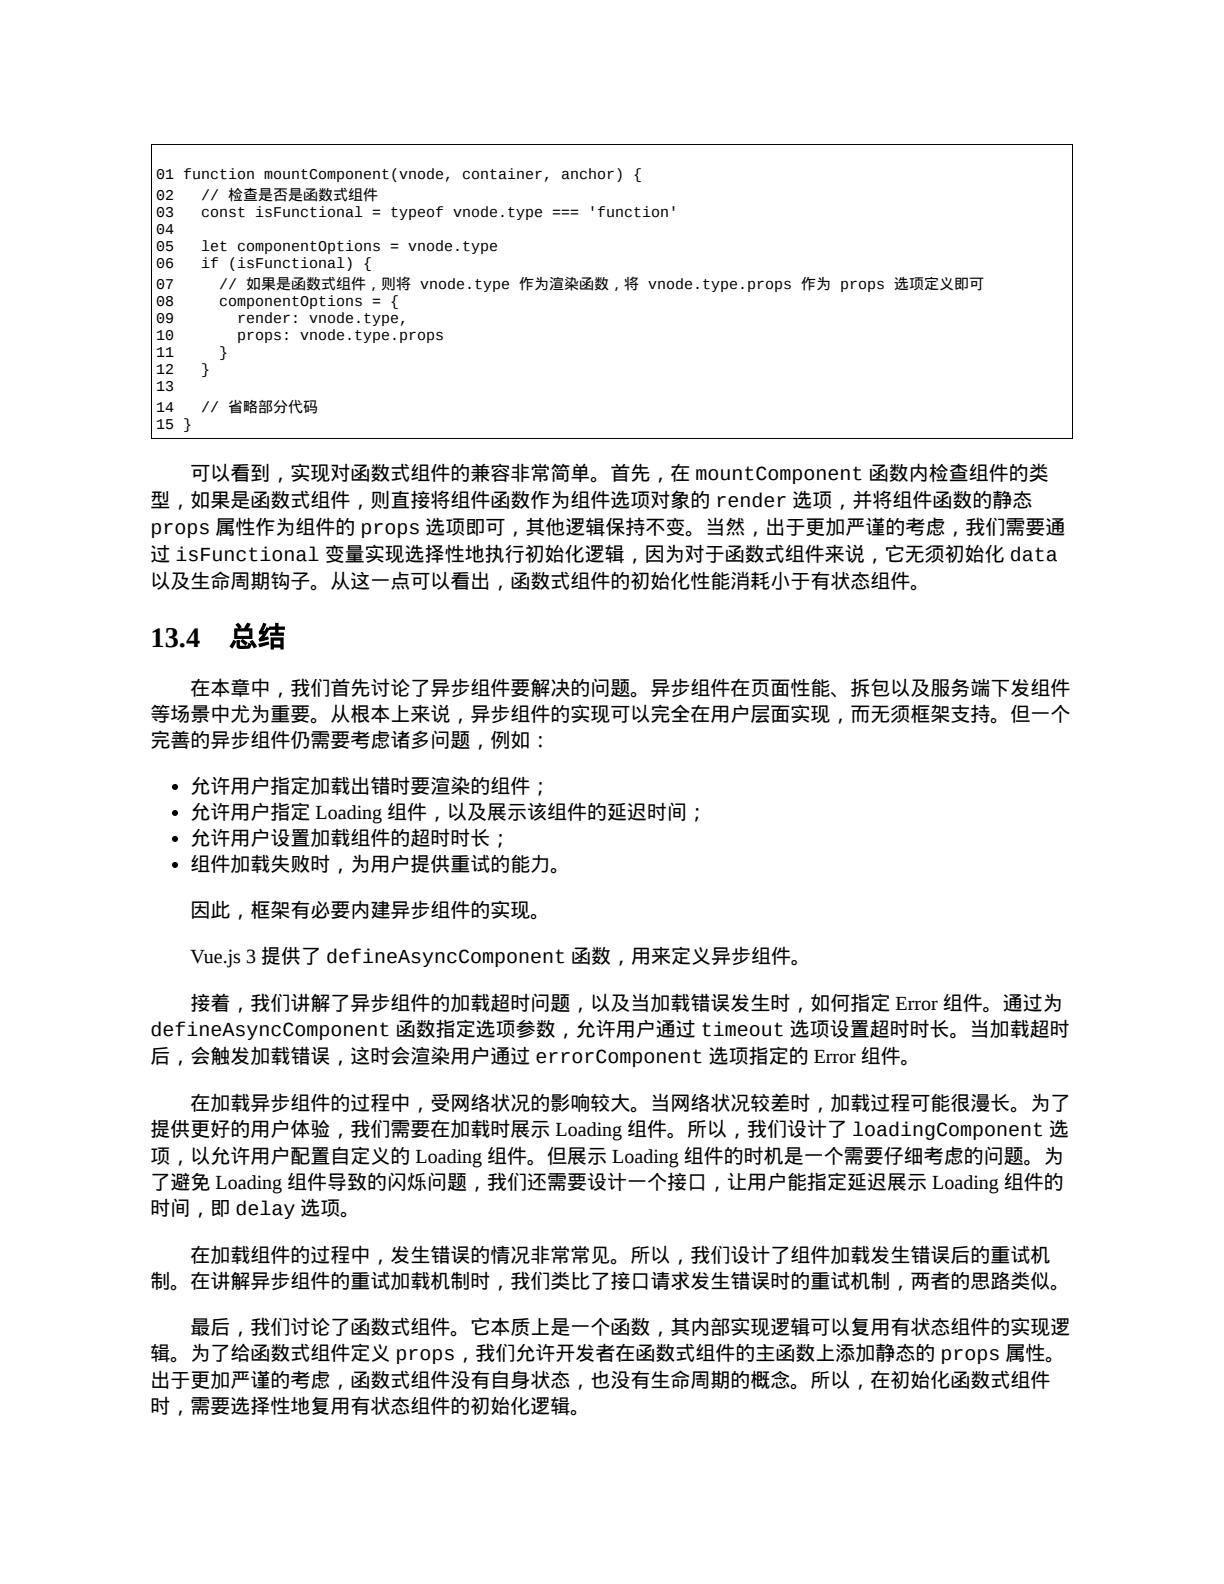 01 function mountComponent(vnode, container, anchor) {
02   // 检查是否是函数式组件
03   const isFunctional = typeof vnode.type === 'function'
04
05   let componentOptions = vnode.type
06   if (isFunctional) {
07     // 如果是函数式组件，则将 vnode.type 作为渲染函数，将 vnode.type.props 作为 props 选项定义即可
08     componentOptions = {
09       render: vnode.type,
10       props: vnode.type.props
11     }
12   }
13
14   // 省略部分代码
15 }
可以看到，实现对函数式组件的兼容非常简单。首先，在 mountComponent 函数内检查组件的类
型，如果是函数式组件，则直接将组件函数作为组件选项对象的 render 选项，并将组件函数的静态
props 属性作为组件的 props 选项即可，其他逻辑保持不变。当然，出于更加严谨的考虑，我们需要通
过 isFunctional 变量实现选择性地执行初始化逻辑，因为对于函数式组件来说，它无须初始化 data
以及生命周期钩子。从这一点可以看出，函数式组件的初始化性能消耗小于有状态组件。
13.4　总结
在本章中，我们首先讨论了异步组件要解决的问题。异步组件在页面性能、拆包以及服务端下发组件
等场景中尤为重要。从根本上来说，异步组件的实现可以完全在用户层面实现，而无须框架支持。但一个
完善的异步组件仍需要考虑诸多问题，例如：
• 允许用户指定加载出错时要渲染的组件；
• 允许用户指定 Loading 组件，以及展示该组件的延迟时间；
• 允许用户设置加载组件的超时时长；
• 组件加载失败时，为用户提供重试的能力。
因此，框架有必要内建异步组件的实现。
Vue.js 3 提供了 defineAsyncComponent 函数，用来定义异步组件。
接着，我们讲解了异步组件的加载超时问题，以及当加载错误发生时，如何指定 Error 组件。通过为
defineAsyncComponent 函数指定选项参数，允许用户通过 timeout 选项设置超时时长。当加载超时
后，会触发加载错误，这时会渲染用户通过 errorComponent 选项指定的 Error 组件。
在加载异步组件的过程中，受网络状况的影响较大。当网络状况较差时，加载过程可能很漫长。为了
提供更好的用户体验，我们需要在加载时展示 Loading 组件。所以，我们设计了 loadingComponent 选
项，以允许用户配置自定义的 Loading 组件。但展示 Loading 组件的时机是一个需要仔细考虑的问题。为
了避免 Loading 组件导致的闪烁问题，我们还需要设计一个接口，让用户能指定延迟展示 Loading 组件的
时间，即 delay 选项。
在加载组件的过程中，发生错误的情况非常常见。所以，我们设计了组件加载发生错误后的重试机
制。在讲解异步组件的重试加载机制时，我们类比了接口请求发生错误时的重试机制，两者的思路类似。
最后，我们讨论了函数式组件。它本质上是一个函数，其内部实现逻辑可以复用有状态组件的实现逻
辑。为了给函数式组件定义 props，我们允许开发者在函数式组件的主函数上添加静态的 props 属性。
出于更加严谨的考虑，函数式组件没有自身状态，也没有生命周期的概念。所以，在初始化函数式组件
时，需要选择性地复用有状态组件的初始化逻辑。